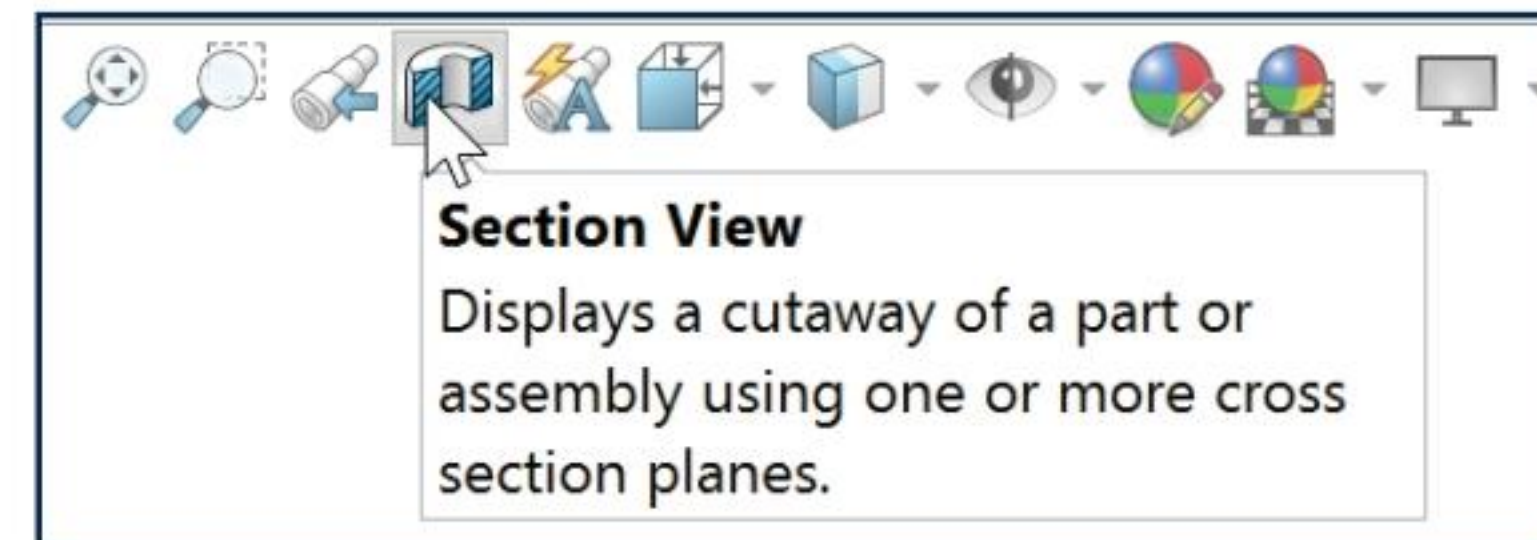 Section View
Displays a cutaway of a part or
assembly using one or more cross
section planes.